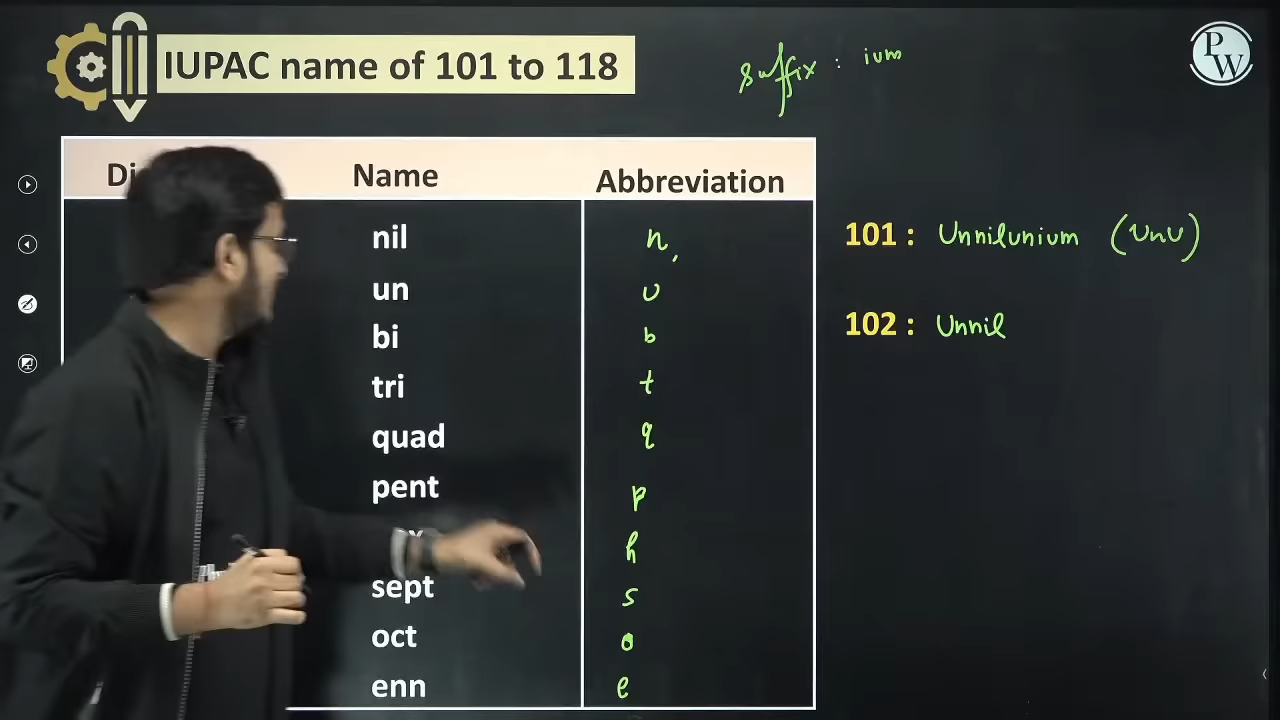 IUPAC name of 101 to 118
suffix : ium
PW
Name Abbreviation
nil n,
un u
bi b
tri t
quad q
pent p
h
sept s
oct o
enn e
101 : Unnilunium (Unu)
102 : Unnil